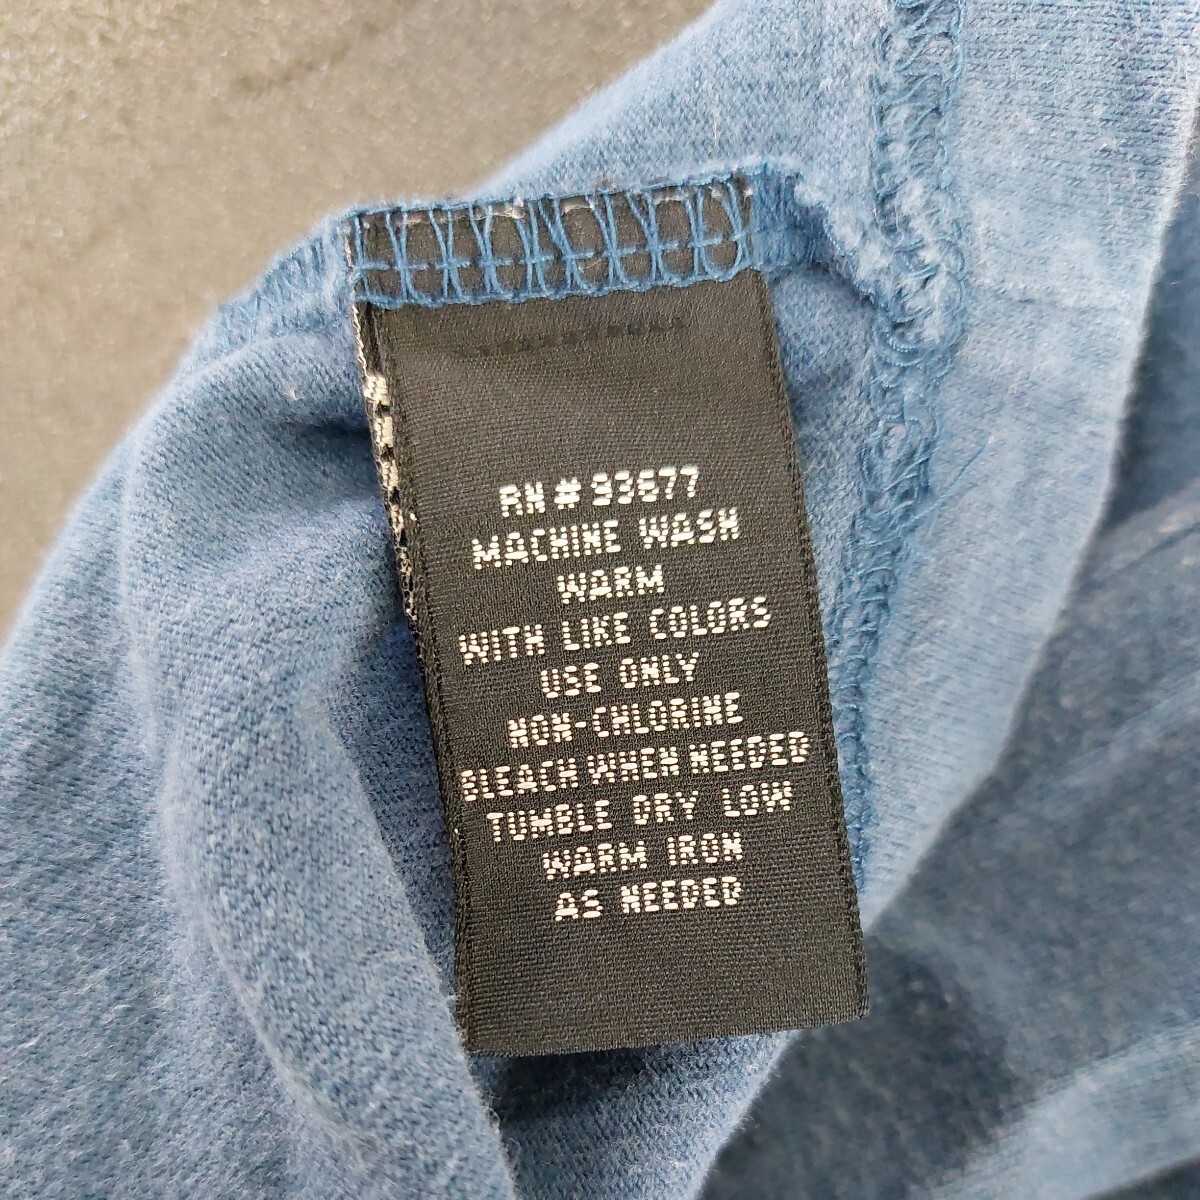 RN # 93677
MACHINE WASH
WARM
WITH LIKE COLORS
USE ONLY
NON-CHLORINE
BLEACH WHEN NEEDED
TUMBLE DRY LOW
WARM IRON
AS NEEDED